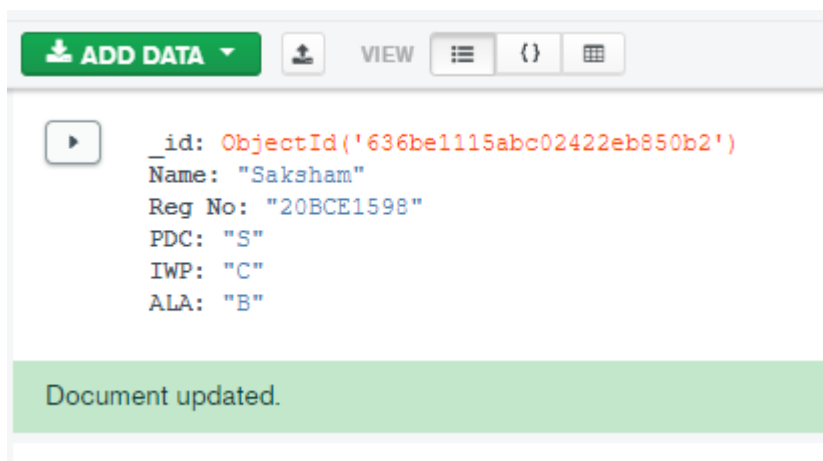 ADD DATA VIEW {}
_id: ObjectId('636be1115abc02422eb850b2')
Name: "Saksham"
Reg No: "20BCE1598"
PDC: "S"
IWP: "C"
ALA: "B"
Document updated.